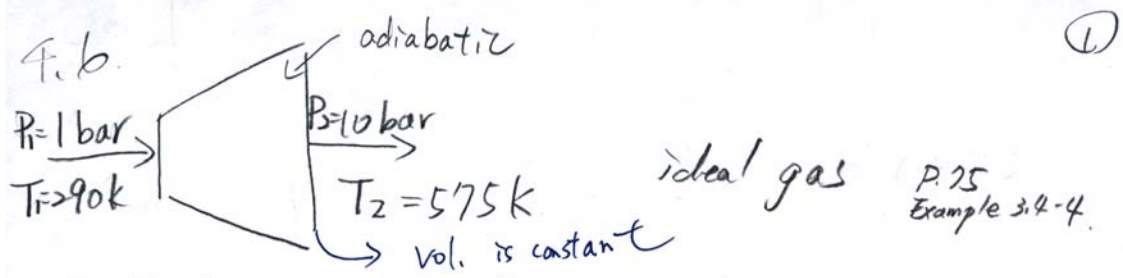 4.6.
adiabatic
①
P₁=1 bar
P₂=10 bar
T₁=290k
T₂=575K
ideal gas
P.75
Example 3.4-4.
vol. is constant